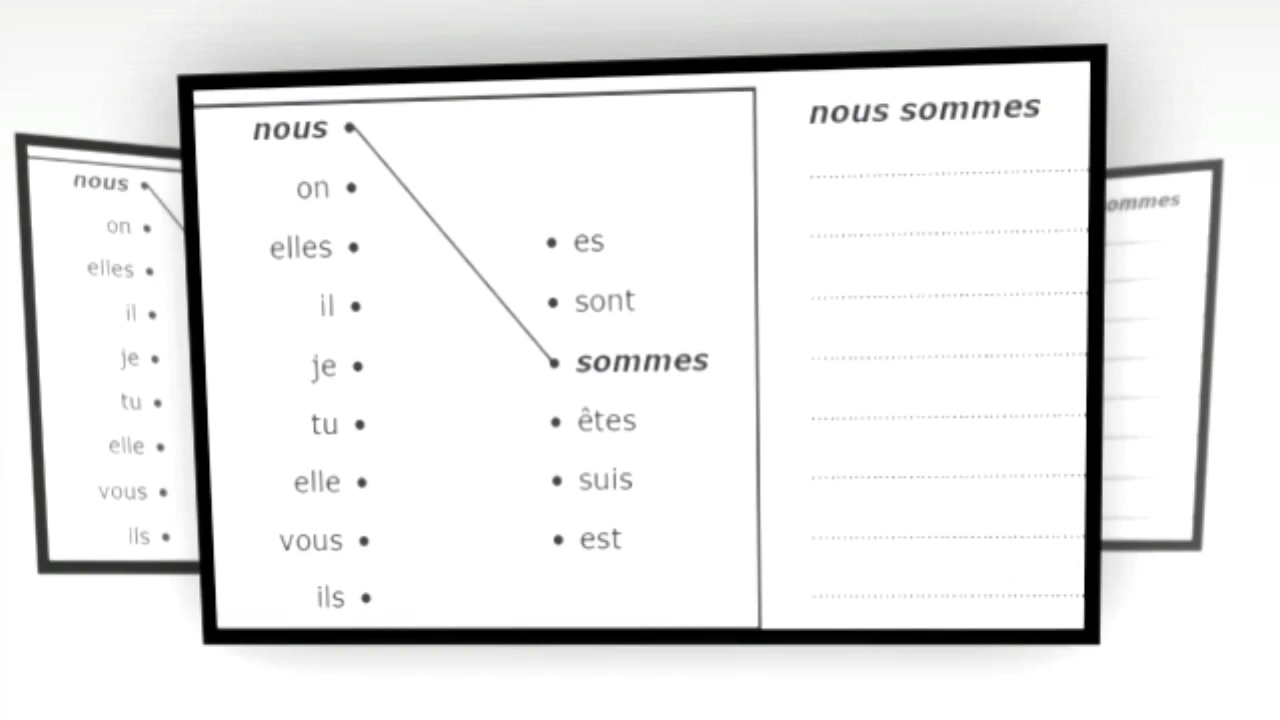 nous
on
elles
il
je
tu
elle
vous
ils
nous
on
elles
il
je
tu
elle
vous
ils
es
sont
sommes
êtes
suis
est
nous sommes
ommes